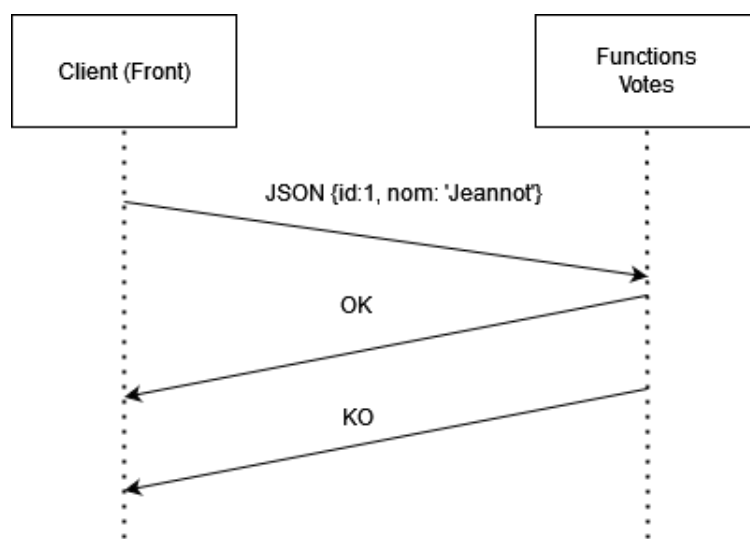 Client (Front)
Functions
Votes
JSON {id:1, nom: 'Jeannot'}
OK
KO